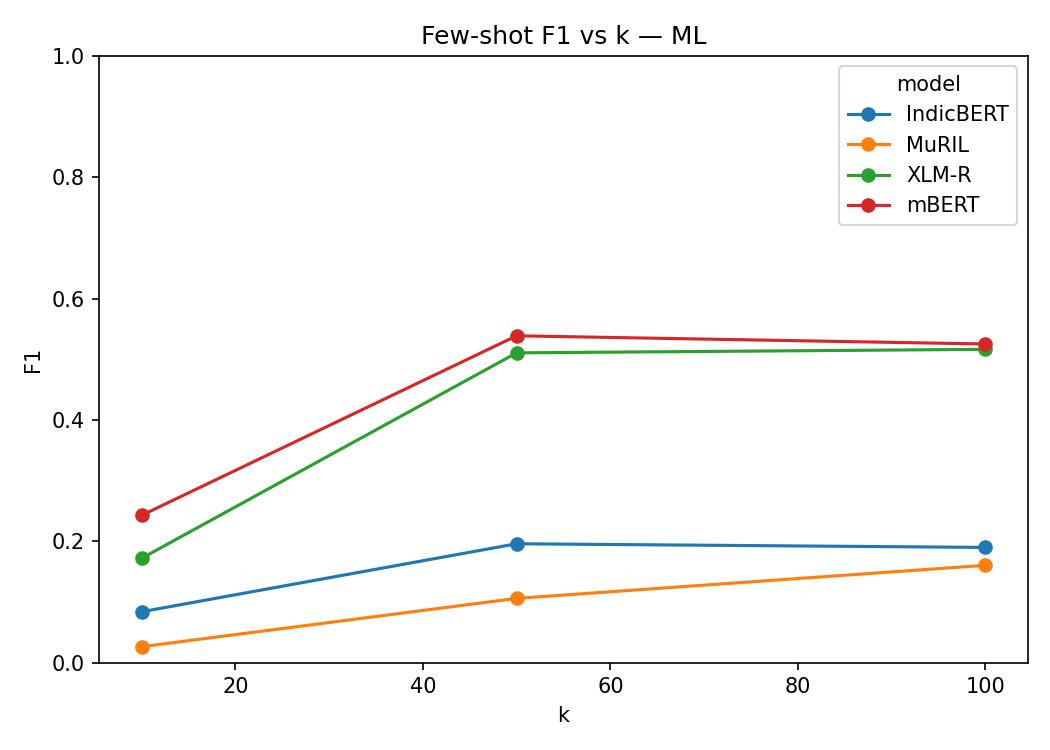 Few-shot F1 vs k — ML
1.0
0.8
0.6
0.4
0.2
0.0
F1
20
40
60
80
100
k
model
IndicBERT
MuRIL
XLM-R
mBERT